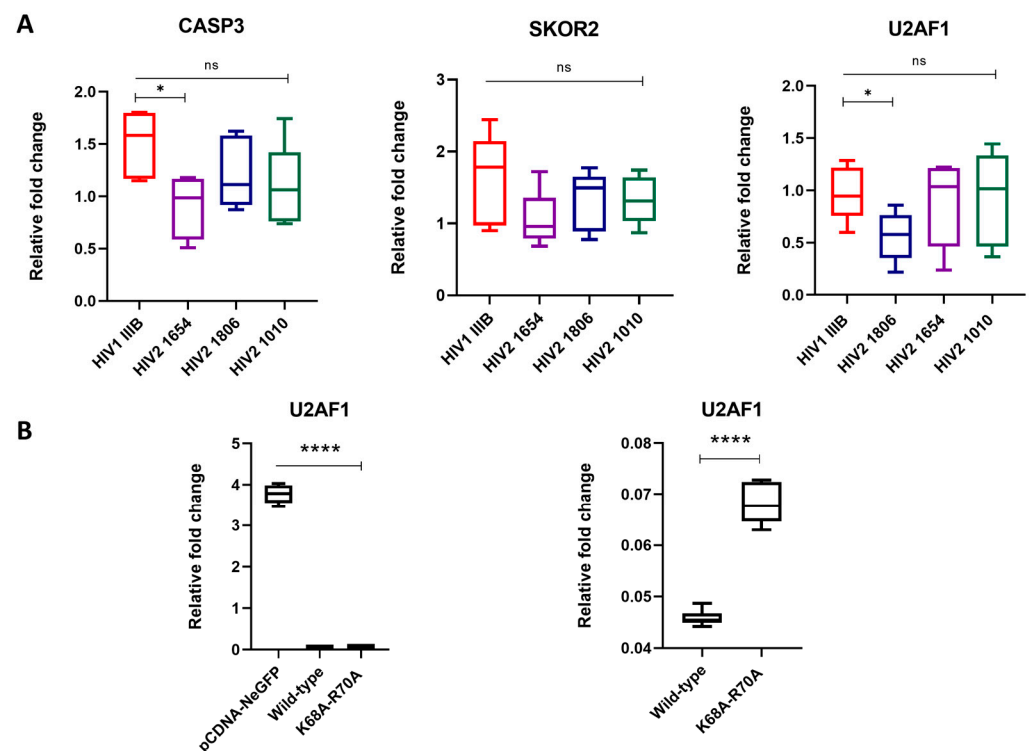 A
CASP3
SKOR2
U2AF1
ns
*
Relative fold change
2.0
1.5
1.0
0.5
0.0
HIV1 IIIB
HIV2 1654
HIV2 1806
HIV2 1010
ns
Relative fold change
3
2
1
0
HIV1 IIIB
HIV2 1654
HIV2 1806
HIV2 1010
ns
*
Relative fold change
2.0
1.5
1.0
0.5
0.0
HIV1 IIIB
HIV2 1806
HIV2 1654
HIV2 1010
B
U2AF1
****
Relative fold change
5
4
3
2
1
0
pCDNA-NeGFP
Wild-type
K68A-R70A
U2AF1
****
Relative fold change
0.08
0.07
0.06
0.05
0.04
Wild-type
K68A-R70A